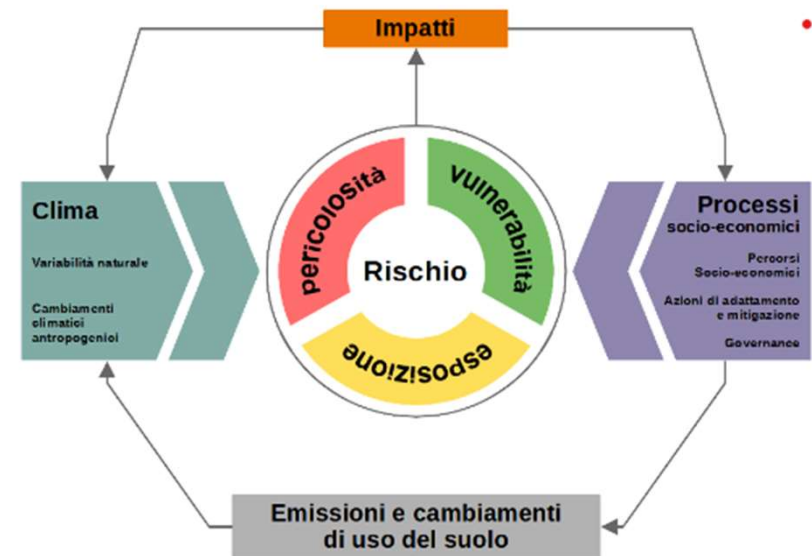 Impatti
Clima
Variabilità naturale
Cambiamenti
climatici
antropogenici
pericolosità
vulnerabilità
Rischio
esposizione
Processi
socio-economici
Percorsi
Socio-economici
Azioni di adattamento
e mitigazione
Governance
Emissioni e cambiamenti
di uso del suolo